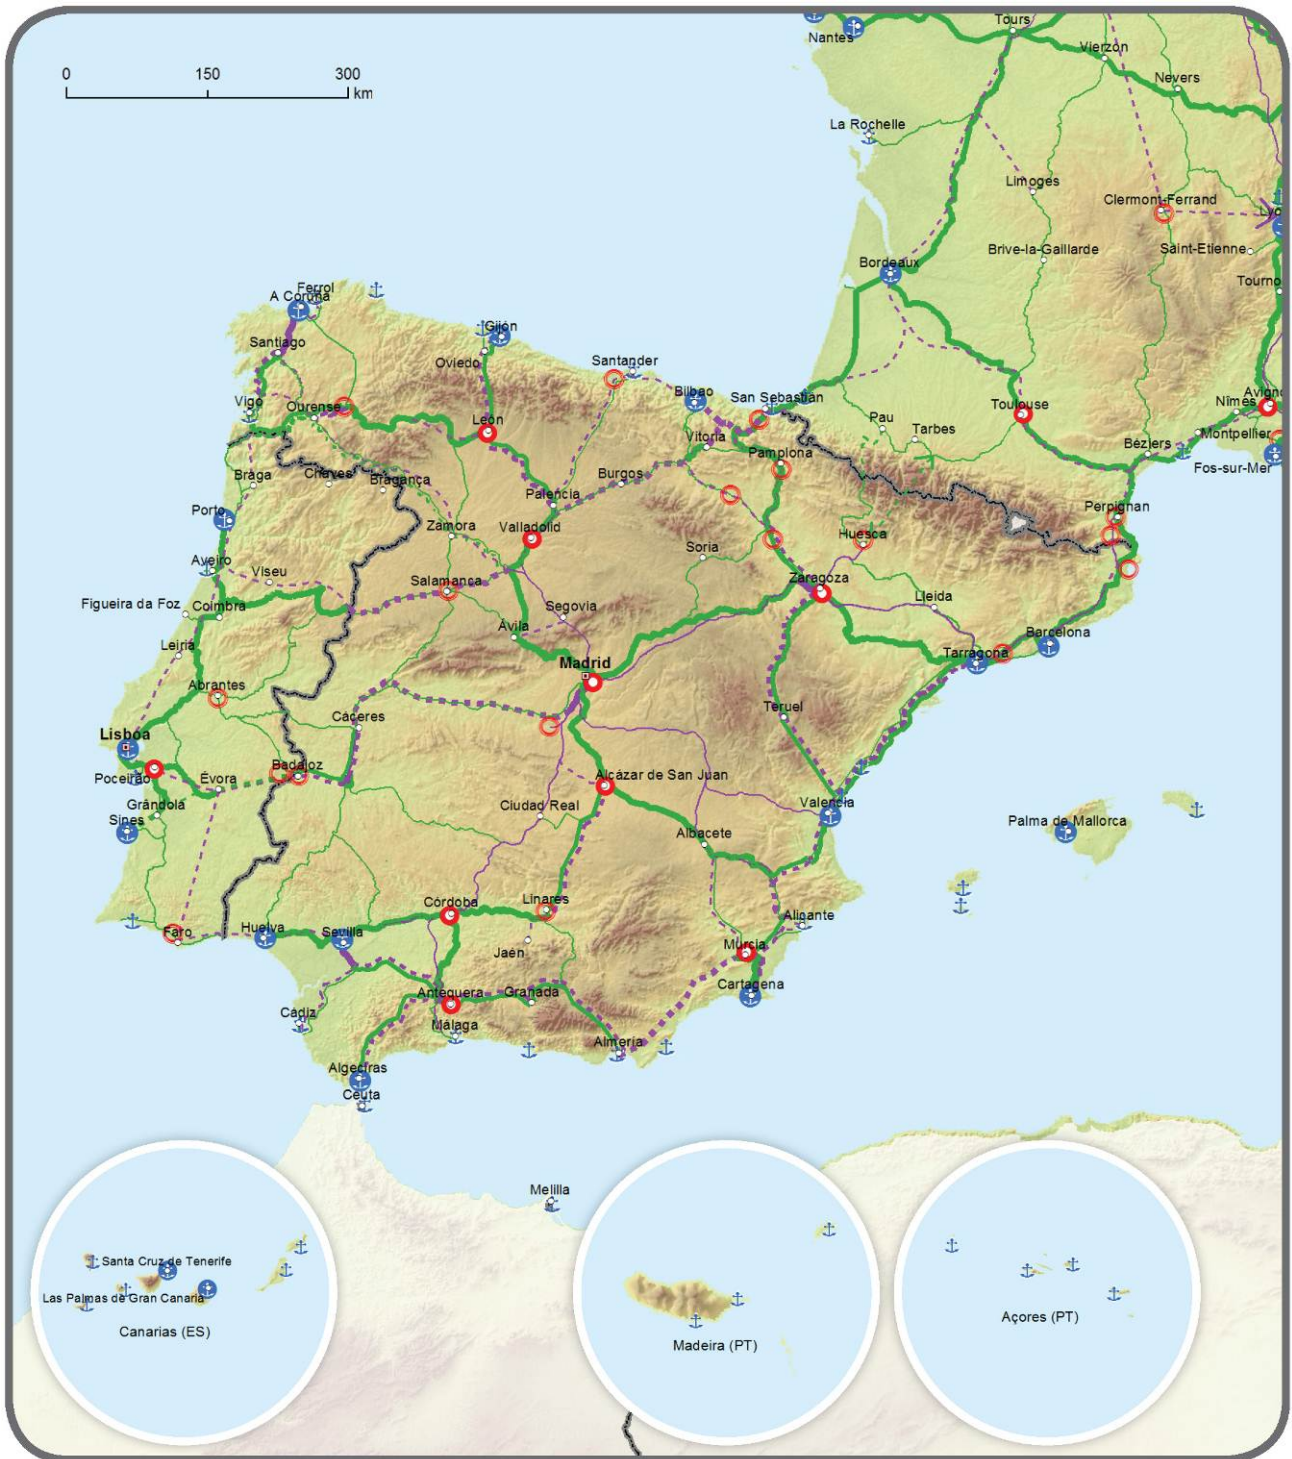 Tours
Nantes
Vierzon
0 150 300
km
Nevers
La Rochelle
Limoges
Clermont-Ferrand
Lyo
Brive-la-Gaillarde
Saint-Etienne
Bordeaux
Tourno
Ferrol
A Coruña
Gijón
Santiago
Oviedo
Santander
Bilbao
San Sebastián
Avigno
Vigo
Ourense
León
Toulouse
Nîmes
Pau
Tarbes
Montpellier
Vitoria
Béziers
Pamplona
Fos-sur-Mer
Braga
Chaves
Bragança
Burgos
Palencia
Perpignan
Porto
Zamora
Valladolid
Huesca
Aveiro
Viseu
Soria
Salamanca
Zaragoza
Figueira da Foz
Coimbra
Segovia
Lleida
Ávila
Leiria
Barcelona
Tarragona
Madrid
Abrantes
Cáceres
Teruel
Lisboa
Badajoz
Poceirão
Évora
Alcázar de San Juan
Grândola
Ciudad Real
Valencia
Sines
Albacete
Palma de Mallorca
Córdoba
Linares
Alicante
Faro
Huelva
Sevilla
Jaén
Murcia
Cartagena
Antequera
Granada
Cádiz
Málaga
Almería
Algeciras
Ceuta
Melilla
Santa Cruz de Tenerife
Las Palmas de Gran Canaria
Canarias (ES)
Madeira (PT)
Açores (PT)